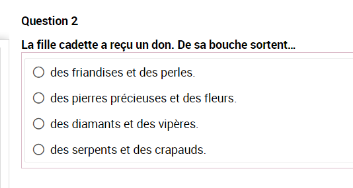 Question 2
La fille cadette a reçu un don. De sa bouche sortent...
des friandises et des perles.
des pierres précieuses et des fleurs.
des diamants et des vipères.
des serpents et des crapauds.